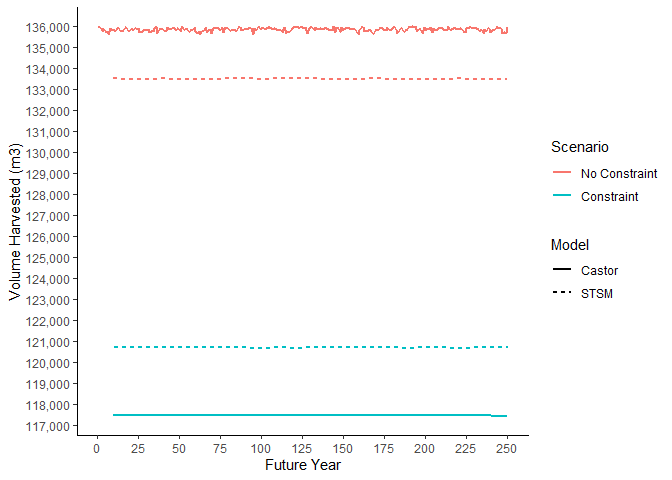 136,000
135,000
134,000
133,000
132,000
131,000
130,000
129,000
128,000
127,000
126,000
125,000
124,000
123,000
122,000
121,000
120,000
119,000
118,000
117,000
Volume Harvested (m3)
0 25 50 75 100 125 150 175 200 225 250
Future Year
Scenario
No Constraint
Constraint
Model
Castor
STSM